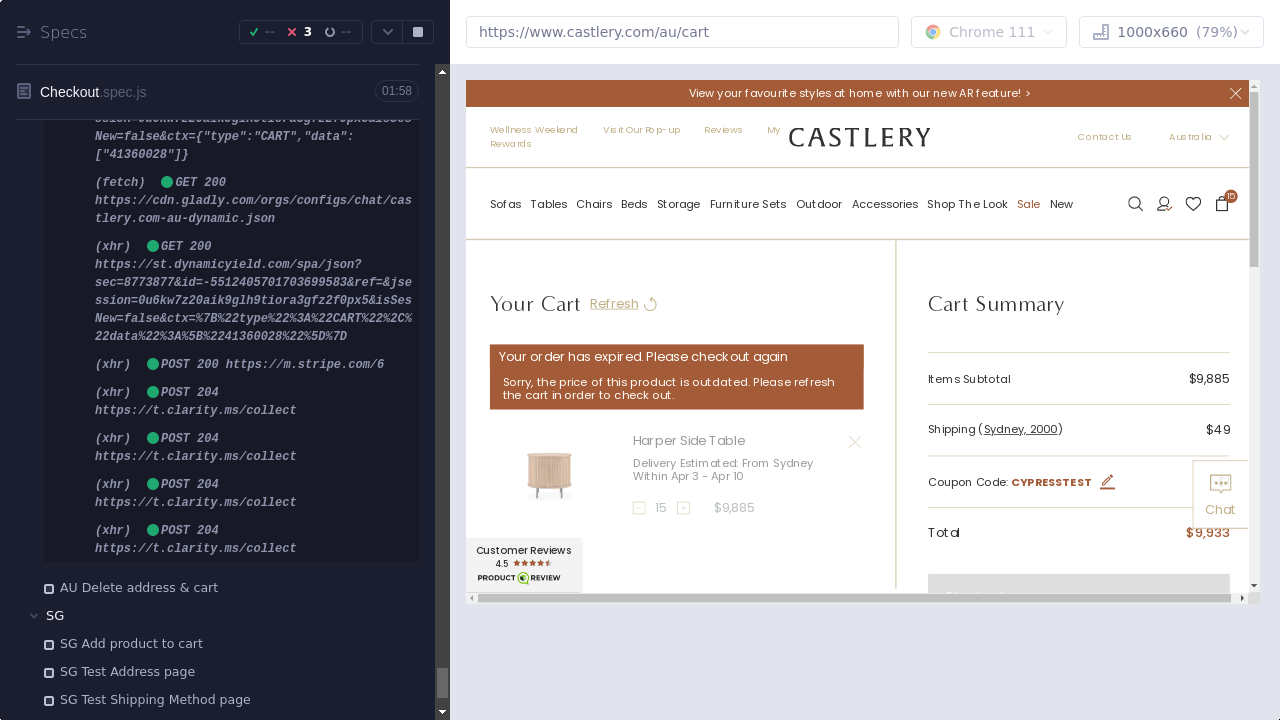 Specs
-- 3 --
Checkout.spec.js 01:58
New=false&ctx={"type":"CART","data":
["41360028"]}
(fetch) GET 200
https://cdn.gladly.com/orgs/configs/chat/cas
tlery.com-au-dynamic.json
(xhr) GET 200
https://st.dynamicyield.com/spa/json?
sec=8773877&id=-5512405701703699583&ref=&jse
ssion=0u6kw7z20aik9glh9tiora3gfz2f0px5&isSes
New=false&ctx=%7B%22type%22%3A%22CART%22%2C%
22data%22%3A%5B%2241360028%22%5D%7D
(xhr) POST 200 https://m.stripe.com/6
(xhr) POST 204
https://t.clarity.ms/collect
(xhr) POST 204
https://t.clarity.ms/collect
(xhr) POST 204
https://t.clarity.ms/collect
(xhr) POST 204
https://t.clarity.ms/collect
AU Delete address & cart
SG
SG Add product to cart
SG Test Address page
SG Test Shipping Method page
https://www.castlery.com/au/cart
Chrome 111
1000x660 (79%)
View your favourite styles at home with our new AR feature! >
Wellness Weekend Visit Our Pop-up Reviews My
Rewards
CASTLERY
Contact Us Australia
Sofas Tables Chairs Beds Storage Furniture Sets Outdoor Accessories Shop The Look Sale New
15
Your Cart Refresh
Your order has expired. Please checkout again
Sorry, the price of this product is outdated. Please refresh
the cart in order to check out.
Harper Side Table
Delivery Estimated: From Sydney
Within Apr 3 - Apr 10
15 $9,885
Customer Reviews
4.5
PRODUCT REVIEW
Cart Summary
Items Subtotal $9,885
Shipping (Sydney, 2000) $49
Coupon Code: CYPRESSTEST
Chat
Total $9,933